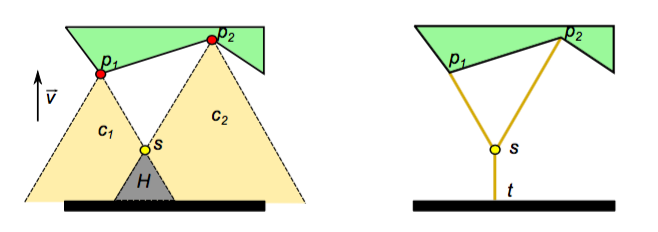 p₂
p₁
v⃗
c₁
c₂
s
H
p₂
p₁
s
t